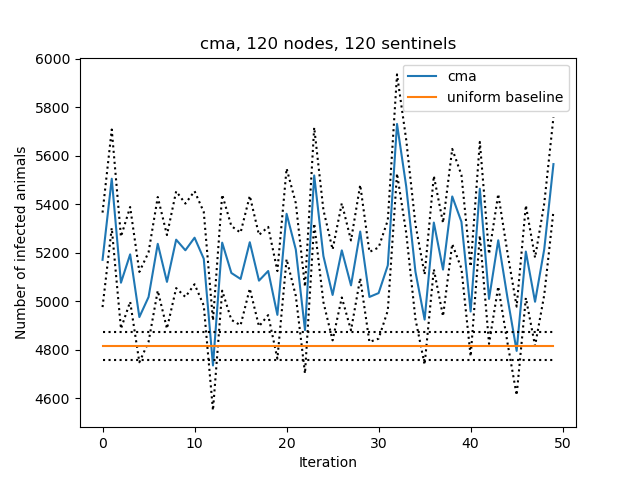 cma, 120 nodes, 120 sentinels
cma
uniform baseline
6000
5800
5600
5400
5200
5000
4800
4600
Number of infected animals
0
10
20
30
40
50
Iteration